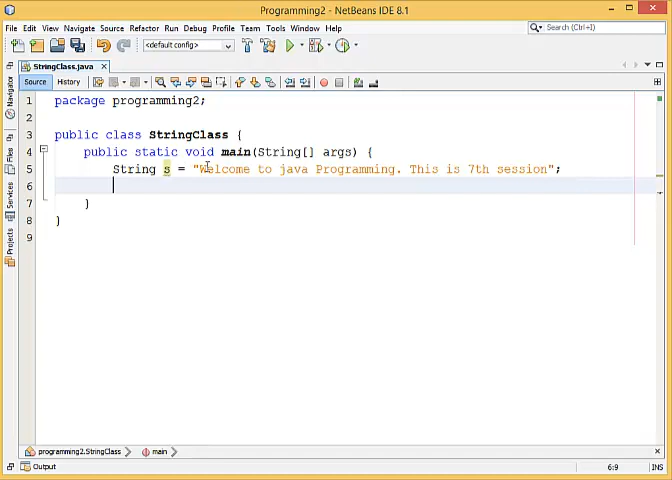 Programming2 - NetBeans IDE 8.1
File Edit View Navigate Source Refactor Run Debug Profile Team Tools Window Help
Search (Ctrl+I)
<default config>
StringClass.java
Source History
Navigator
Files
Services
Projects
1 package programming2;
2
3 public class StringClass {
4 public static void main(String[] args) {
5 String s = "Welcome to java Programming. This is 7th session";
6
7 }
8 }
9
programming2.StringClass main
Output
6:9 INS